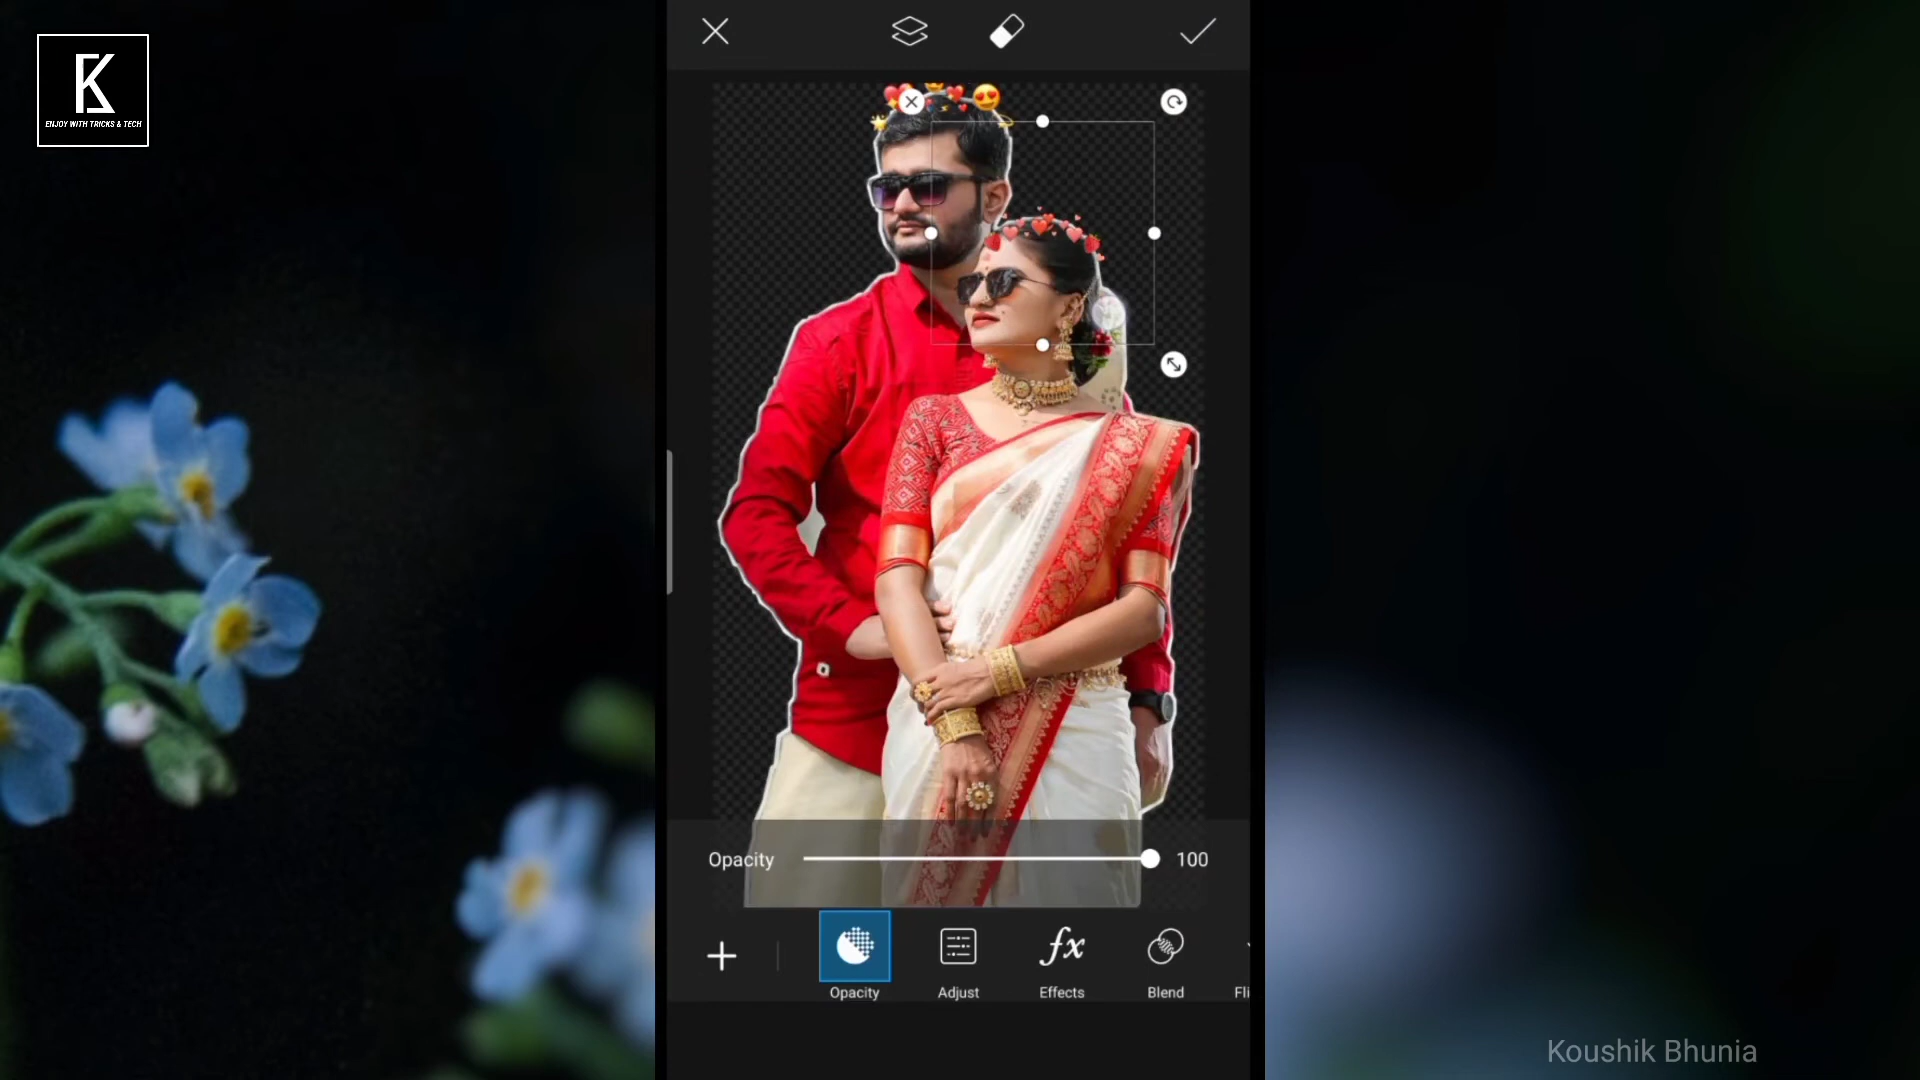 K
ENJOY WITH TRICKS & TECH
Opacity 100
Opacity Adjust Effects Blend Fli
Koushik Bhunia